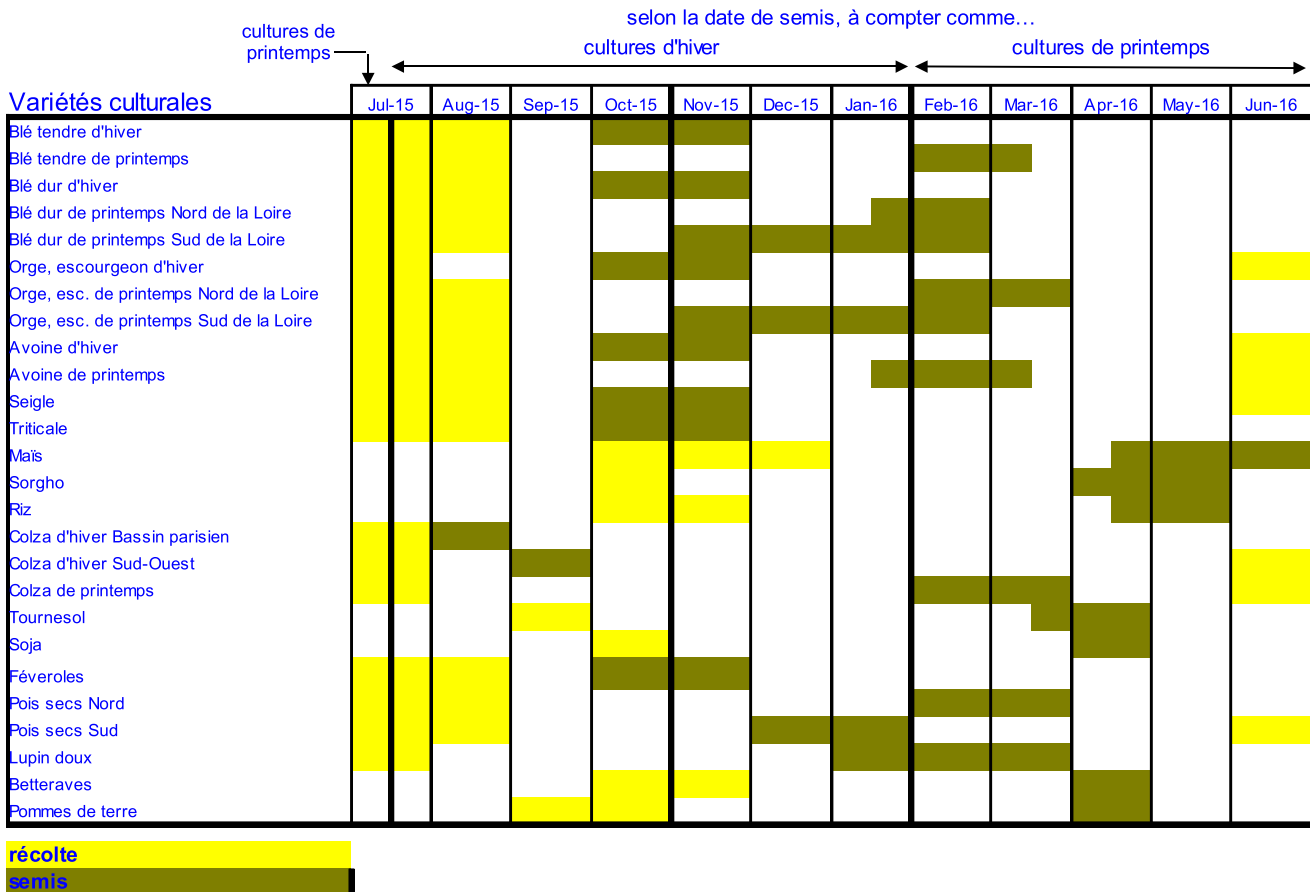 selon la date de semis, à compter comme…
cultures de
printemps
cultures d'hiver
cultures de printemps
Variétés culturales Jul-15 Aug-15 Sep-15 Oct-15 Nov-15 Dec-15 Jan-16 Feb-16 Mar-16 Apr-16 May-16 Jun-16
Blé tendre d'hiver
Blé tendre de printemps
Blé dur d'hiver
Blé dur de printemps Nord de la Loire
Blé dur de printemps Sud de la Loire
Orge, escourgeon d'hiver
Orge, esc. de printemps Nord de la Loire
Orge, esc. de printemps Sud de la Loire
Avoine d'hiver
Avoine de printemps
Seigle
Triticale
Maïs
Sorgho
Riz
Colza d'hiver Bassin parisien
Colza d'hiver Sud-Ouest
Colza de printemps
Tournesol
Soja
Féveroles
Pois secs Nord
Pois secs Sud
Lupin doux
Betteraves
Pommes de terre
récolte
semis